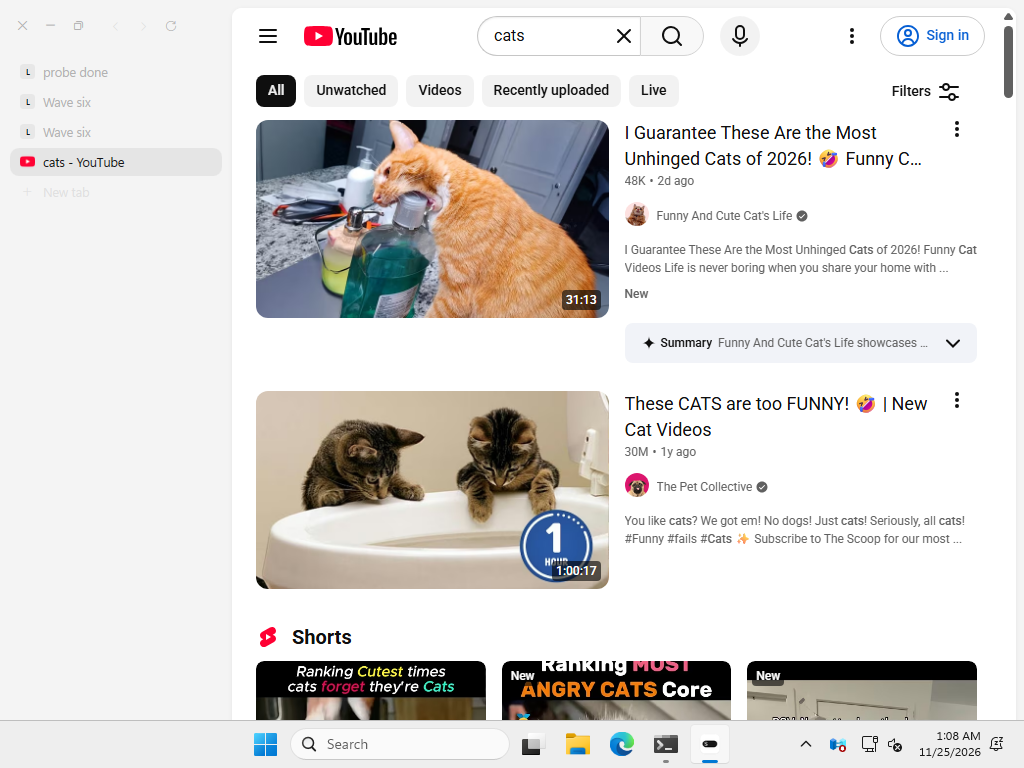 YouTube
cats
Sign in
probe done
Wave six
Wave six
cats - YouTube
New tab
All
Unwatched
Videos
Recently uploaded
Live
Filters
31:13
I Guarantee These Are the Most
Unhinged Cats of 2026! 🤣 Funny C...
48K • 2d ago
Funny And Cute Cat's Life
I Guarantee These Are the Most Unhinged Cats of 2026! Funny Cat
Videos Life is never boring when you share your home with ...
New
Summary Funny And Cute Cat's Life showcases ...
1
HOUR
1:00:17
These CATS are too FUNNY! 🤣 | New
Cat Videos
30M • 1y ago
The Pet Collective
You like cats? We got em! No dogs! Just cats! Seriously, all cats!
#Funny #fails #Cats ✨ Subscribe to The Scoop for our most ...
Shorts
Ranking Cutest times
cats forget they're Cats
New
Ranking MUST
ANGRY CATS Core
New
Search
1:08 AM
11/25/2026